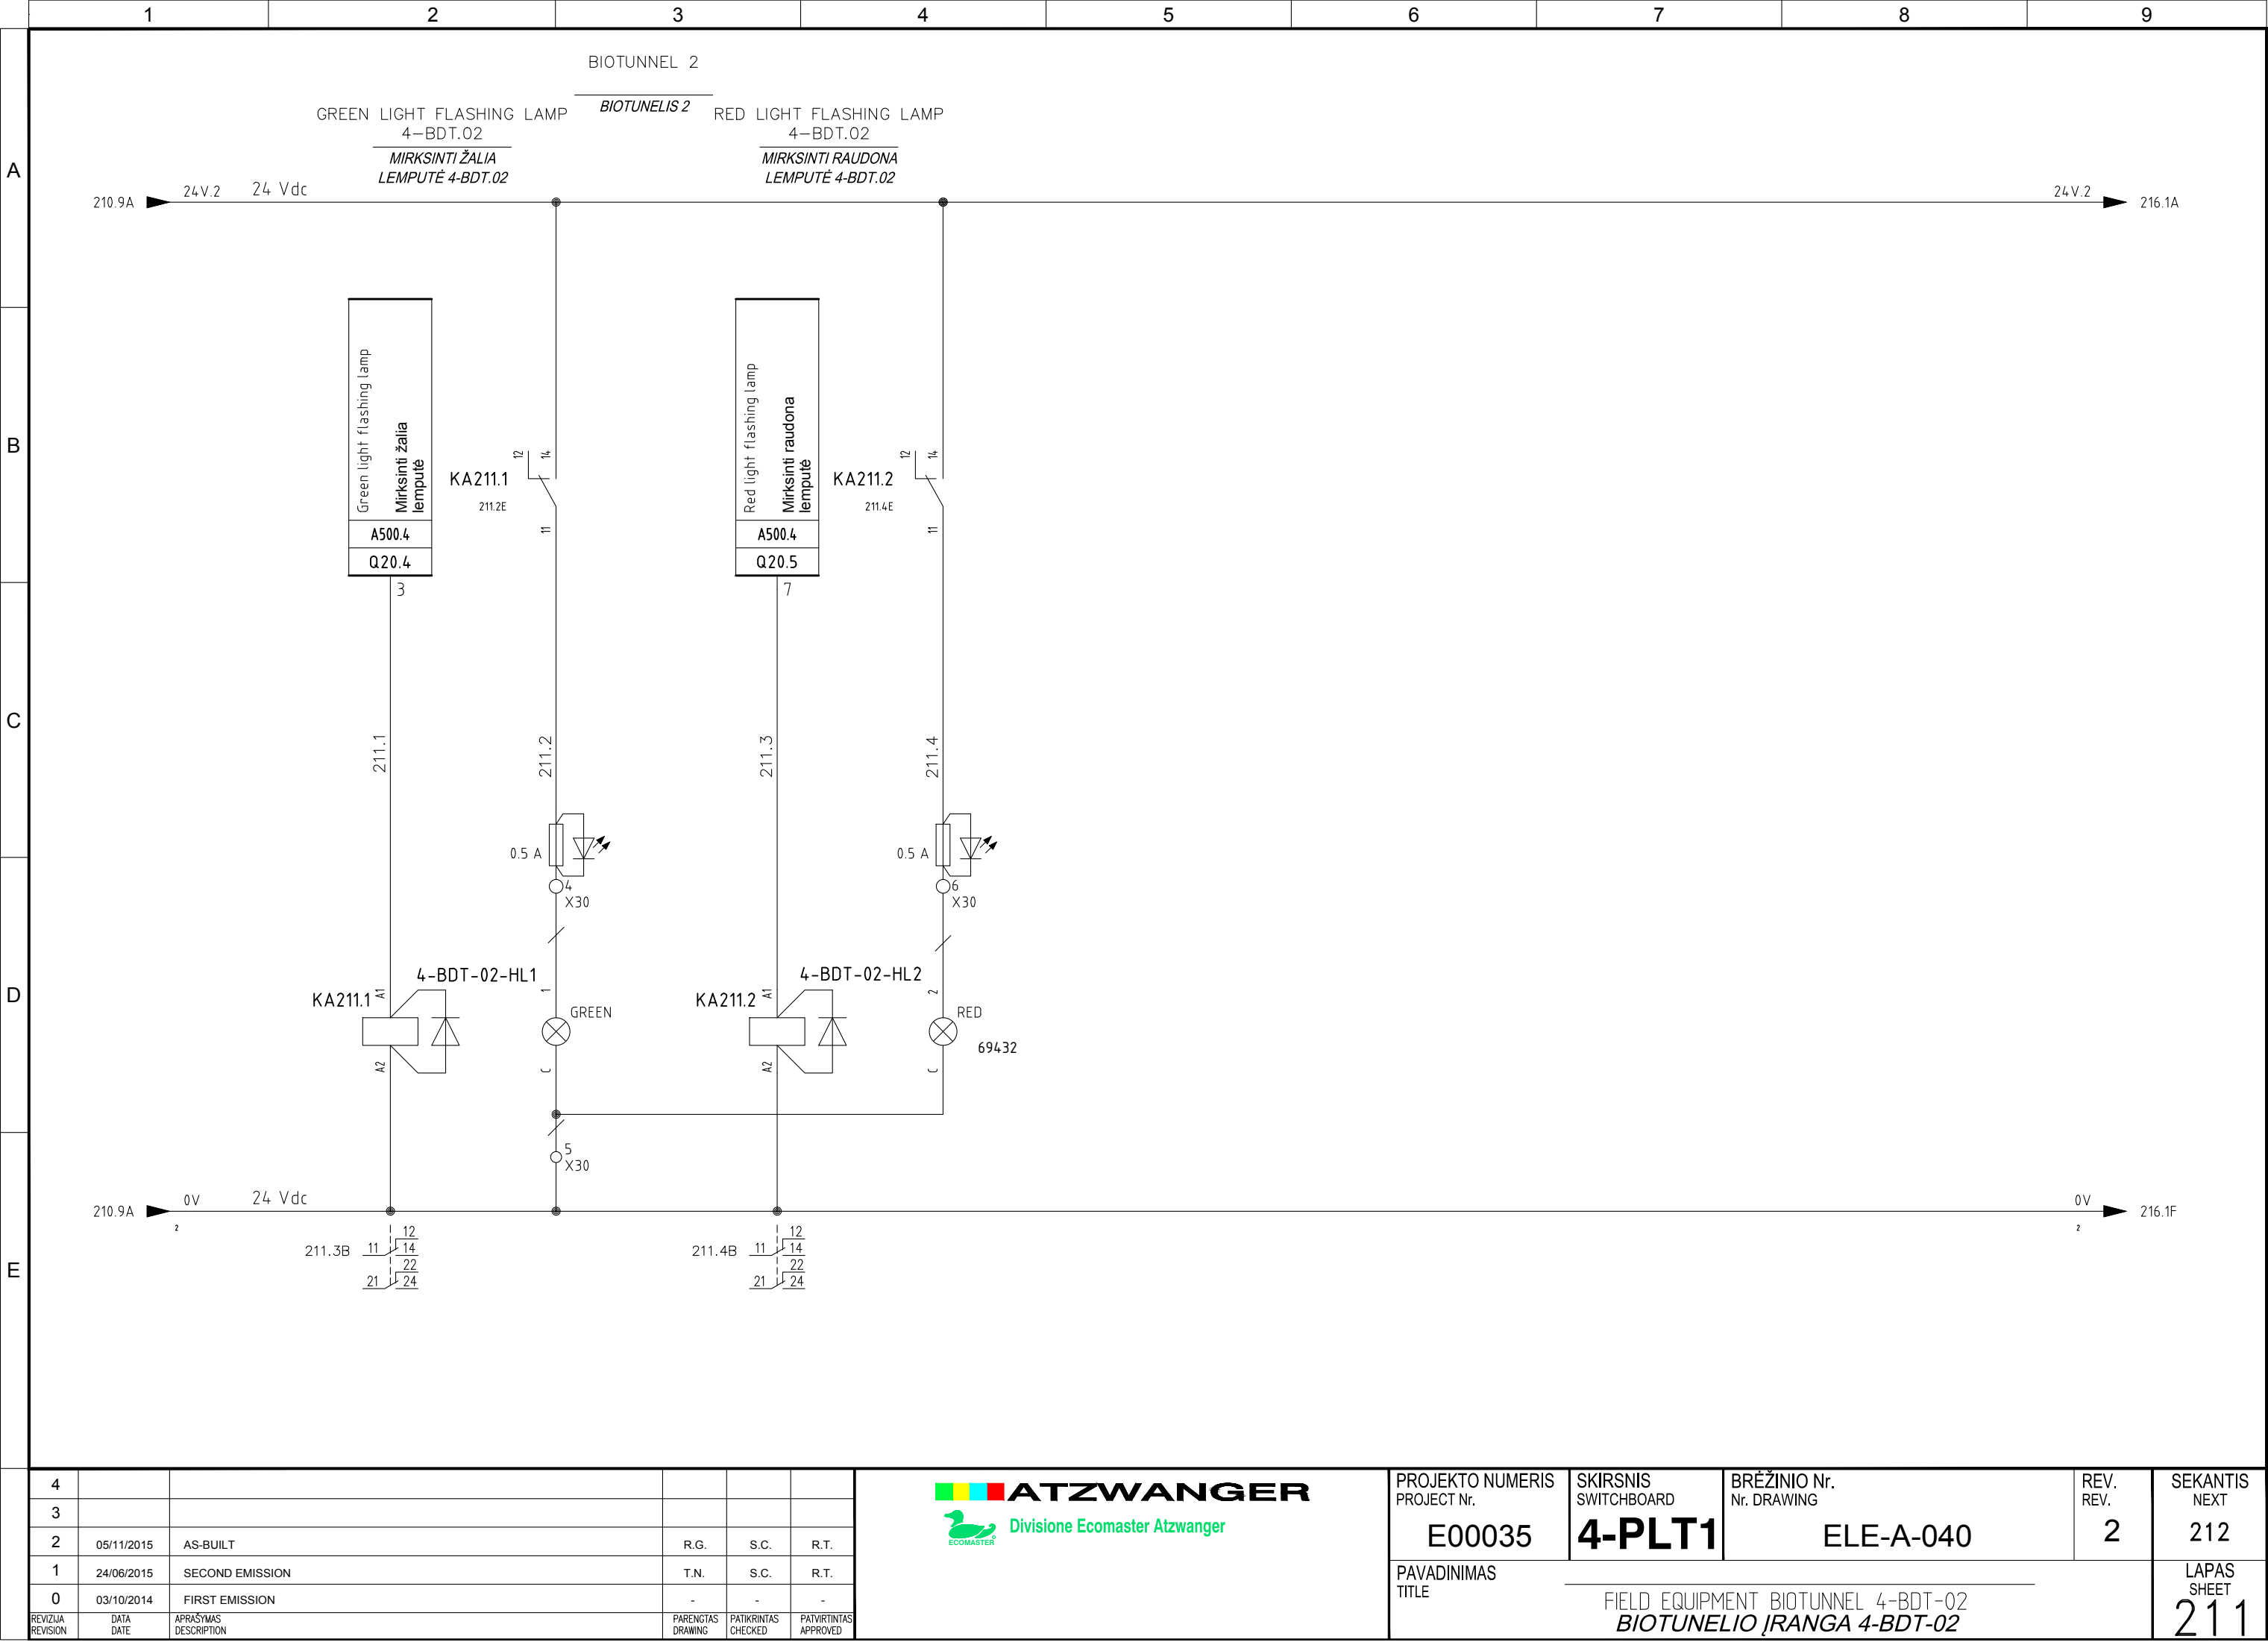 1 2 3 4 5 6 7 8 9
A
B
C
D
E
BIOTUNNEL 2
BIOTUNELIS 2
GREEN LIGHT FLASHING LAMP
4-BDT.02
MIRKSINTI ŽALIA
LEMPUTĖ 4-BDT.02
RED LIGHT FLASHING LAMP
4-BDT.02
MIRKSINTI RAUDONA
LEMPUTĖ 4-BDT.02
210.9A 24V.2 24 Vdc 24V.2 216.1A
Green light flashing lamp
Mirksinti žalia
lemputė
A500.4
Q20.4
3
12 14
KA211.1
211.2E
11
Red light flashing lamp
Mirksinti raudona
lemputė
A500.4
Q20.5
7
12 14
KA211.2
211.4E
11
211.1 211.2 211.3 211.4
0.5 A
4
X30
0.5 A
6
X30
4-BDT-02-HL1
KA211.1 A1
A2
1
GREEN
C
4-BDT-02-HL2
KA211.2 A1
A2
2
RED
69432
C
5
X30
210.9A 0V 24 Vdc 0V 216.1F
2 2
211.3B 11 12
14
22
21 24
211.4B 11 12
14
22
21 24
4
3
2 05/11/2015 AS-BUILT R.G. S.C. R.T.
1 24/06/2015 SECOND EMISSION T.N. S.C. R.T.
0 03/10/2014 FIRST EMISSION - - -
REVIZIJA DATA APRAŠYMAS PARENGTAS PATIKRINTAS PATVIRTINTAS
REVISION DATE DESCRIPTION DRAWING CHECKED APPROVED
ATZWANGER
Divisione Ecomaster Atzwanger
ECOMASTER
PROJEKTO NUMERIS
PROJECT Nr.
E00035
SKIRSNIS
SWITCHBOARD
4-PLT1
BRĖŽINIO Nr.
Nr. DRAWING
ELE-A-040
REV.
REV.
2
SEKANTIS
NEXT
212
PAVADINIMAS
TITLE
FIELD EQUIPMENT BIOTUNNEL 4-BDT-02
BIOTUNELIO ĮRANGA 4-BDT-02
LAPAS
SHEET
211